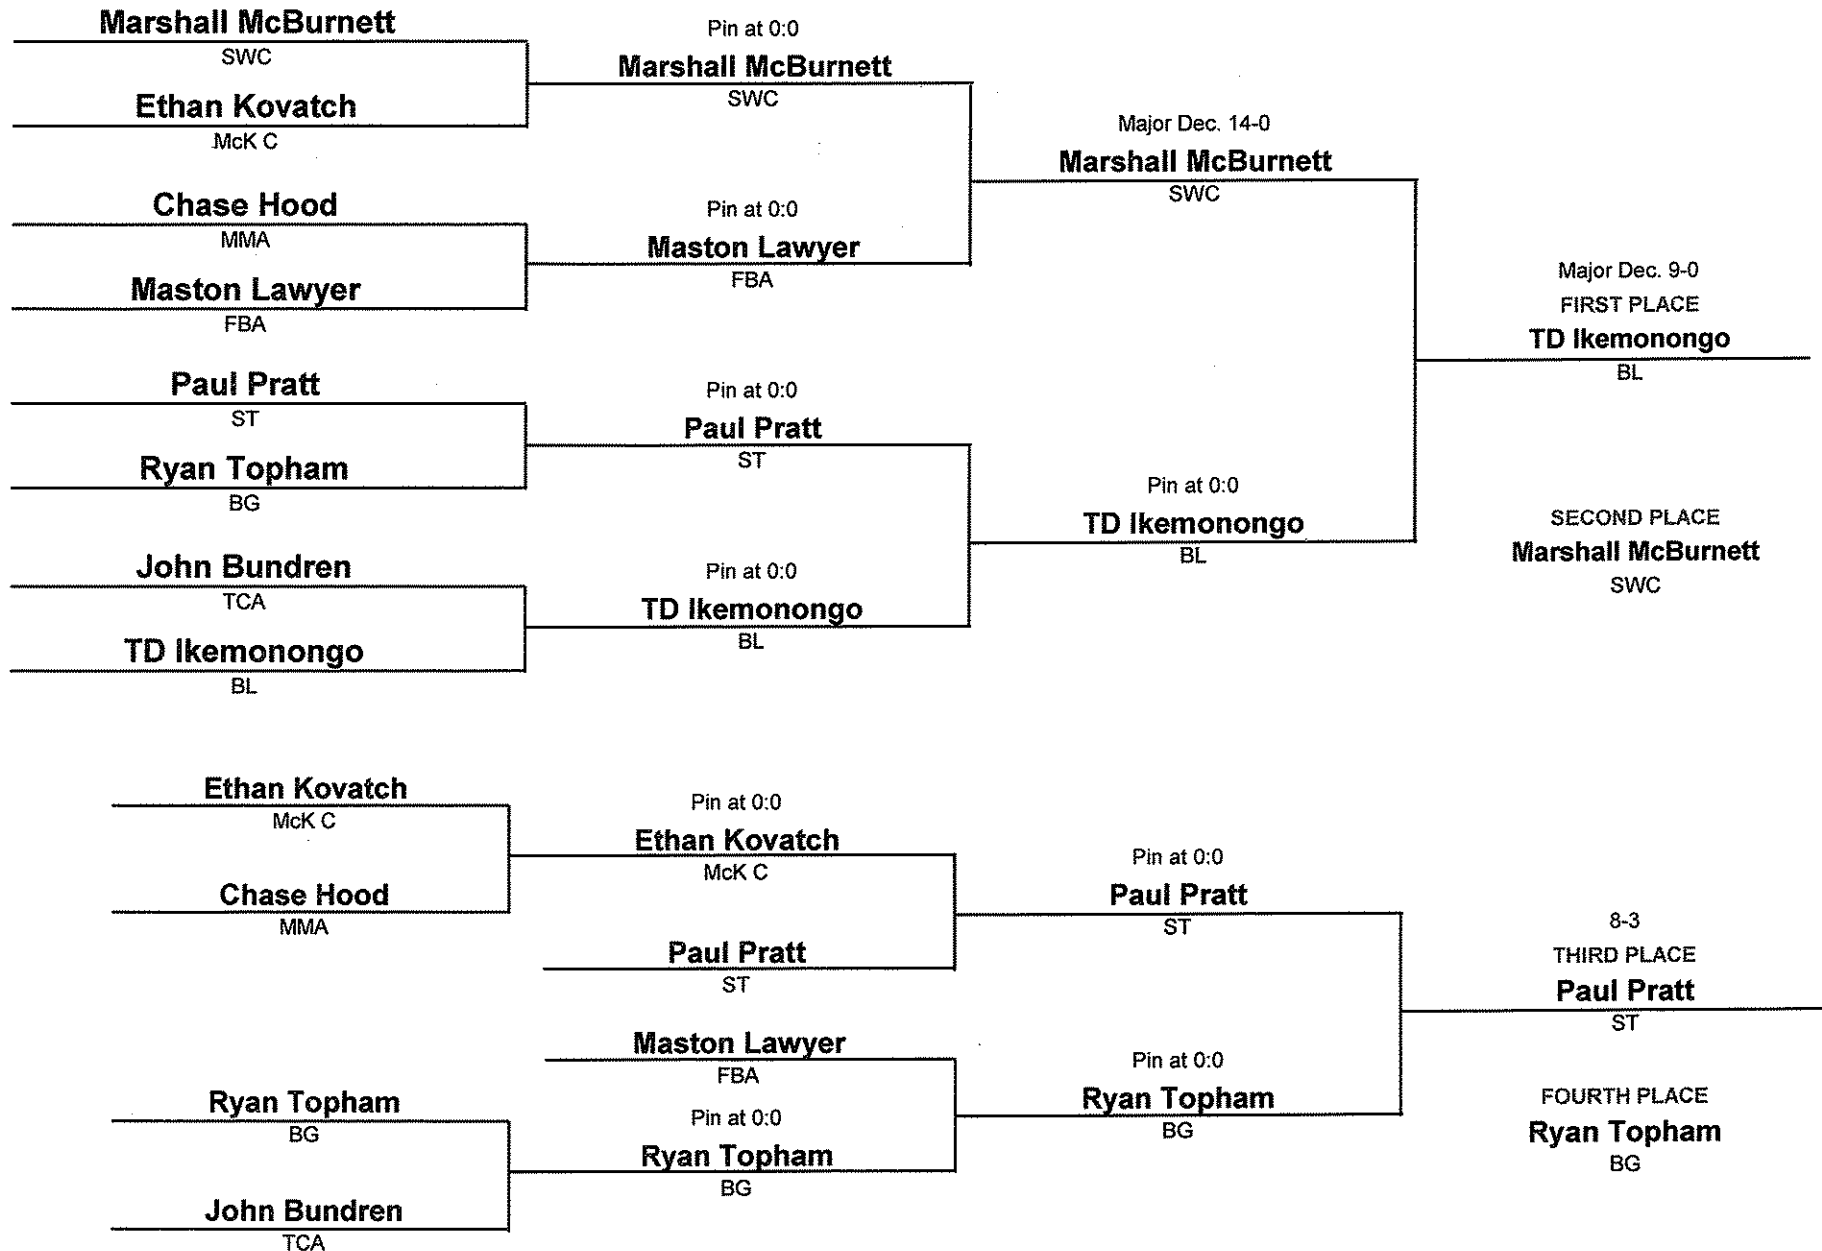 Marshall McBurnett
SWC
Ethan Kovatch
McK C
Chase Hood
MMA
Maston Lawyer
FBA
Paul Pratt
ST
Ryan Topham
BG
John Bundren
TCA
TD Ikemonongo
BL
Pin at 0:0
Marshall McBurnett
SWC
Pin at 0:0
Maston Lawyer
FBA
Pin at 0:0
Paul Pratt
ST
Pin at 0:0
TD Ikemonongo
BL
Major Dec. 14-0
Marshall McBurnett
SWC
Pin at 0:0
TD Ikemonongo
BL
Major Dec. 9-0
FIRST PLACE
TD Ikemonongo
BL
SECOND PLACE
Marshall McBurnett
SWC
Ethan Kovatch
McK C
Chase Hood
MMA
Ryan Topham
BG
John Bundren
TCA
Pin at 0:0
Ethan Kovatch
McK C
Paul Pratt
ST
Maston Lawyer
FBA
Pin at 0:0
Ryan Topham
BG
Pin at 0:0
Paul Pratt
ST
Pin at 0:0
Ryan Topham
BG
8-3
THIRD PLACE
Paul Pratt
ST
FOURTH PLACE
Ryan Topham
BG